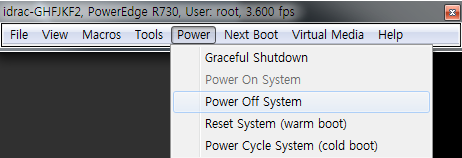 idrac-GHFJKF2, PowerEdge R730, User: root, 3.600 fps
File View Macros Tools Power Next Boot Virtual Media Help
Graceful Shutdown
Power On System
Power Off System
Reset System (warm boot)
Power Cycle System (cold boot)